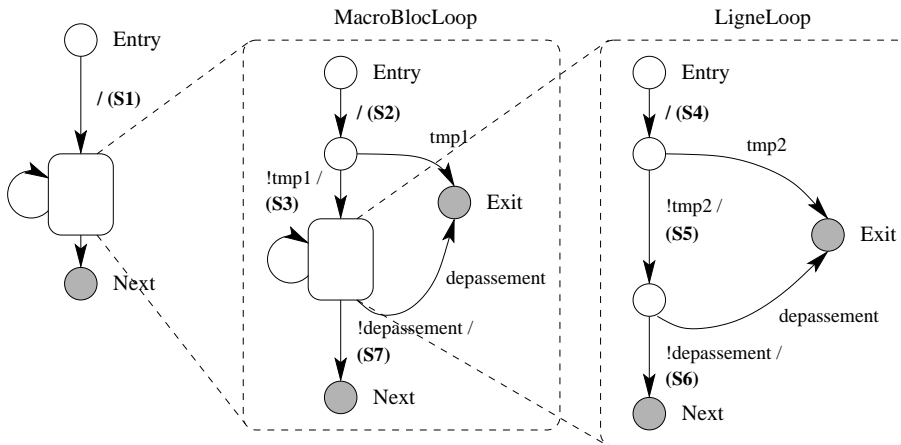 Entry
/ (S1)
Next
MacroBlocLoop
Entry
/ (S2)
tmp1
!tmp1 /
(S3)
Exit
depassement
!depassement /
(S7)
Next
LigneLoop
Entry
/ (S4)
tmp2
!tmp2 /
(S5)
Exit
depassement
!depassement /
(S6)
Next